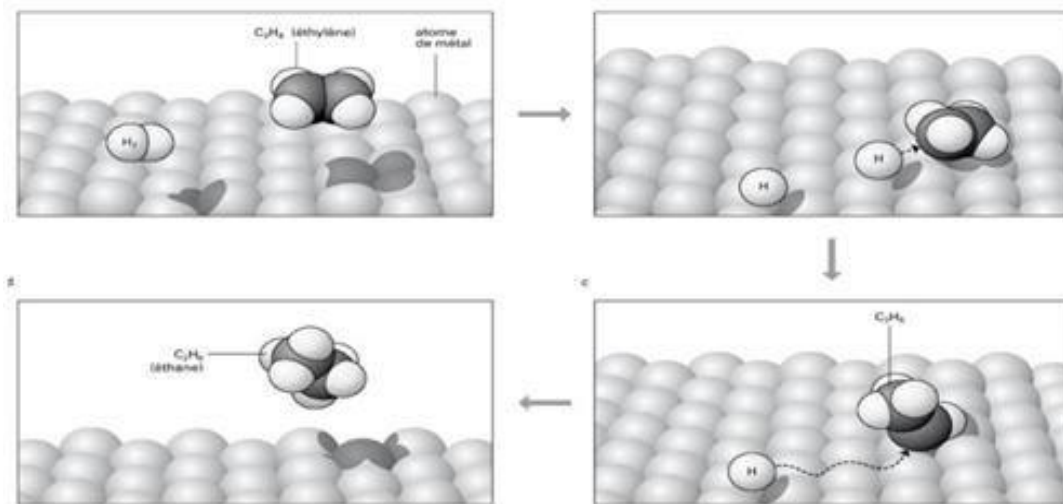 C₂H₄ (éthylène)
atome
de métal
H₂
H
H
d
c
C₂H₆
(éthane)
C₂H₅
H